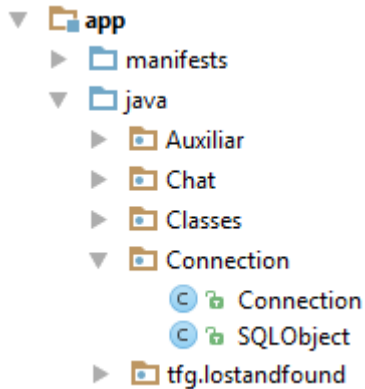 app
manifests
java
Auxiliar
Chat
Classes
Connection
C Connection
C SQLObject
tfg.lostandfound